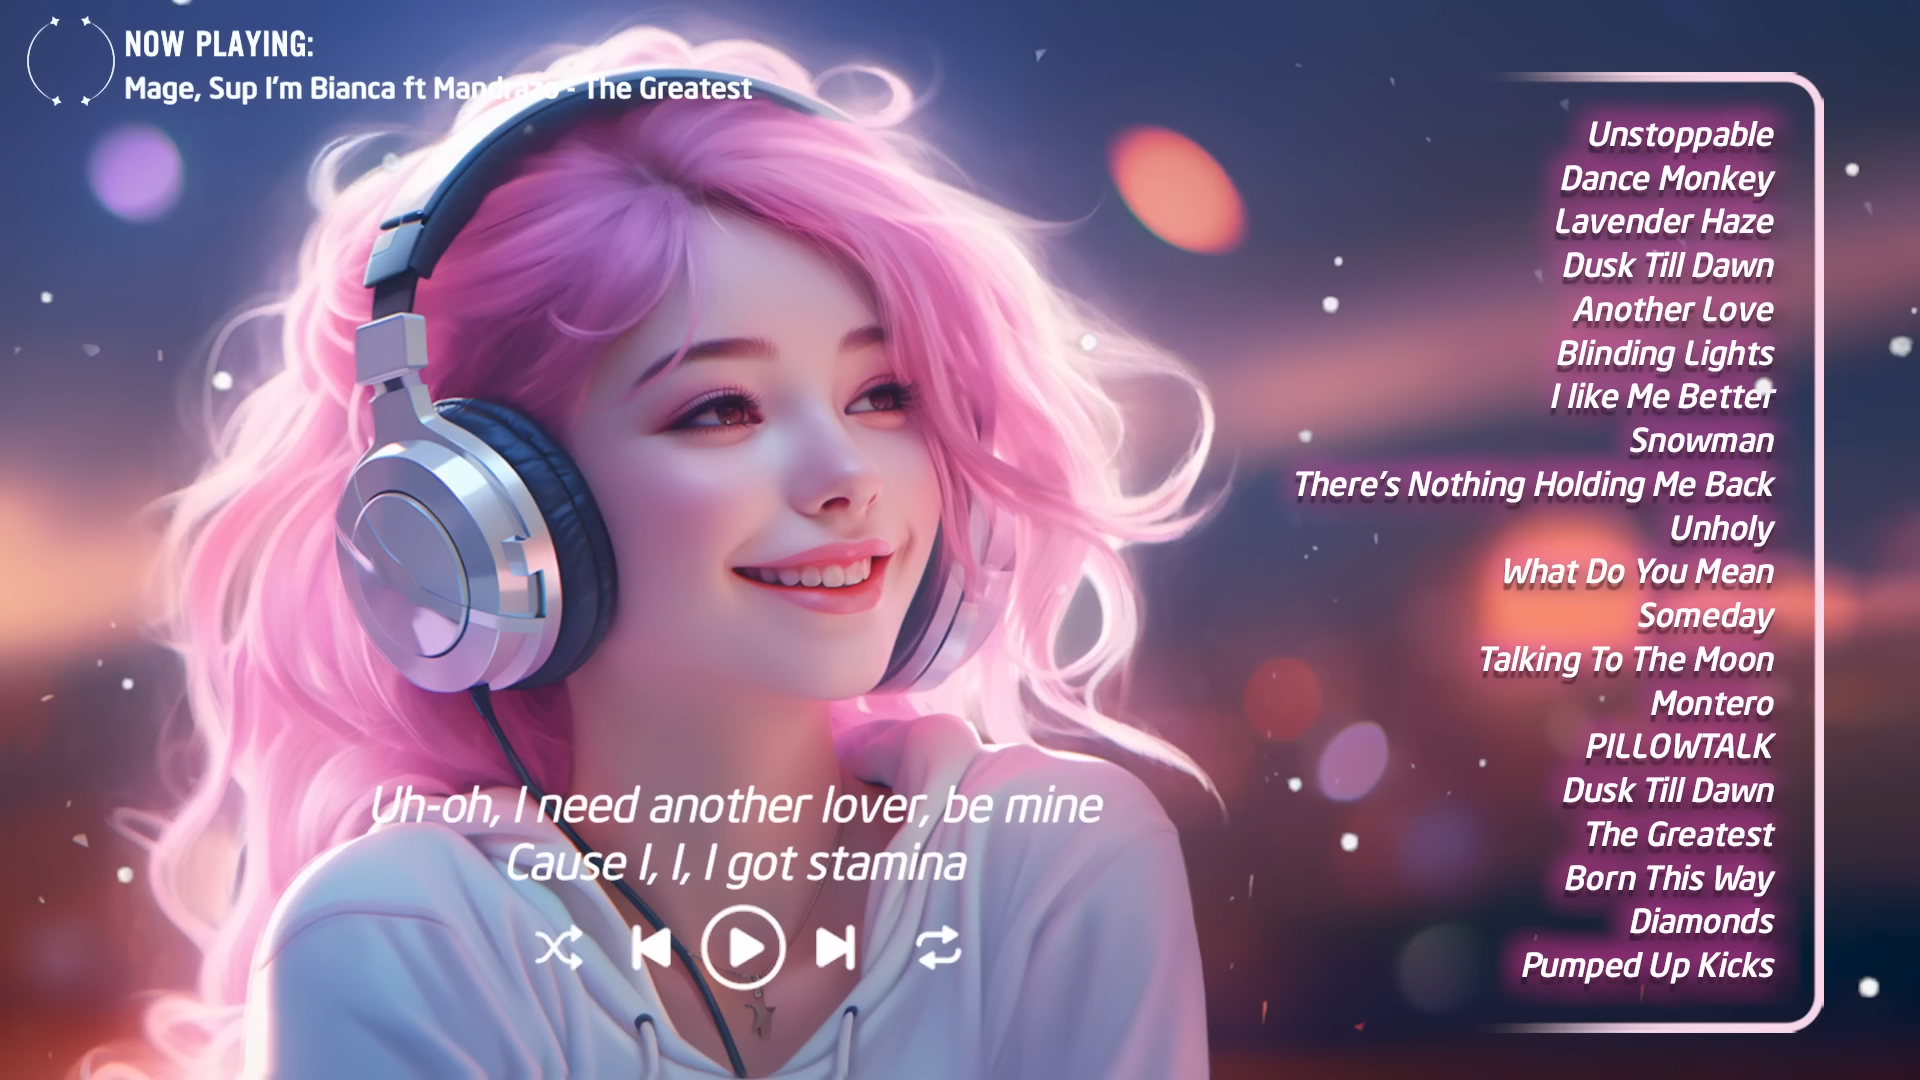 NOW PLAYING:
Mage, Sup I'm Bianca ft Mandrazo - The Greatest
Unstoppable
Dance Monkey
Lavender Haze
Dusk Till Dawn
Another Love
Blinding Lights
I like Me Better
Snowman
There's Nothing Holding Me Back
Unholy
What Do You Mean
Someday
Talking To The Moon
Montero
PILLOWTALK
Dusk Till Dawn
The Greatest
Born This Way
Diamonds
Pumped Up Kicks
Uh-oh, I need another lover, be mine
Cause I, I, I got stamina